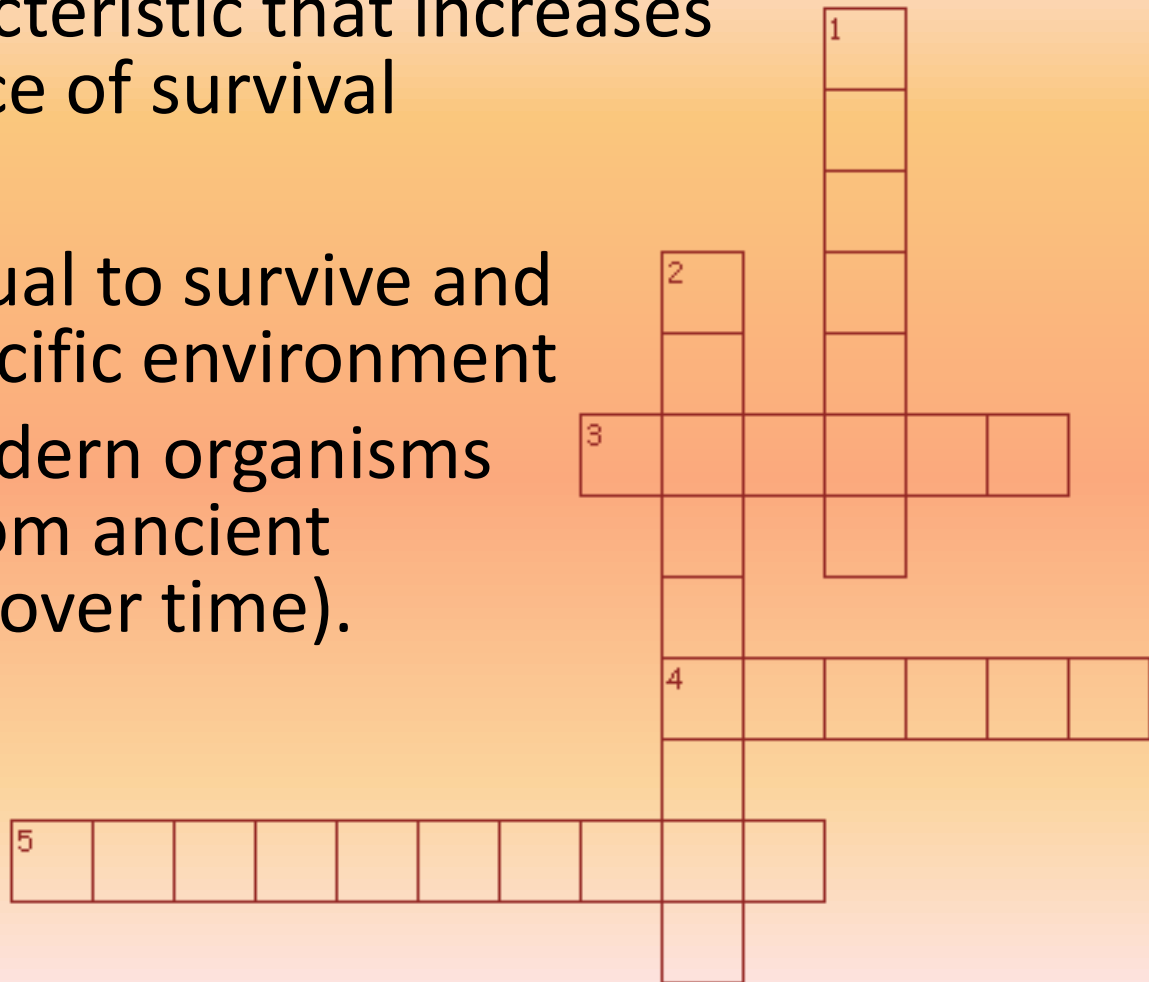 cteristic that increases
ce of survival
ual to survive and
cific environment
dern organisms
om ancient
over time).
1
2
3
4
5